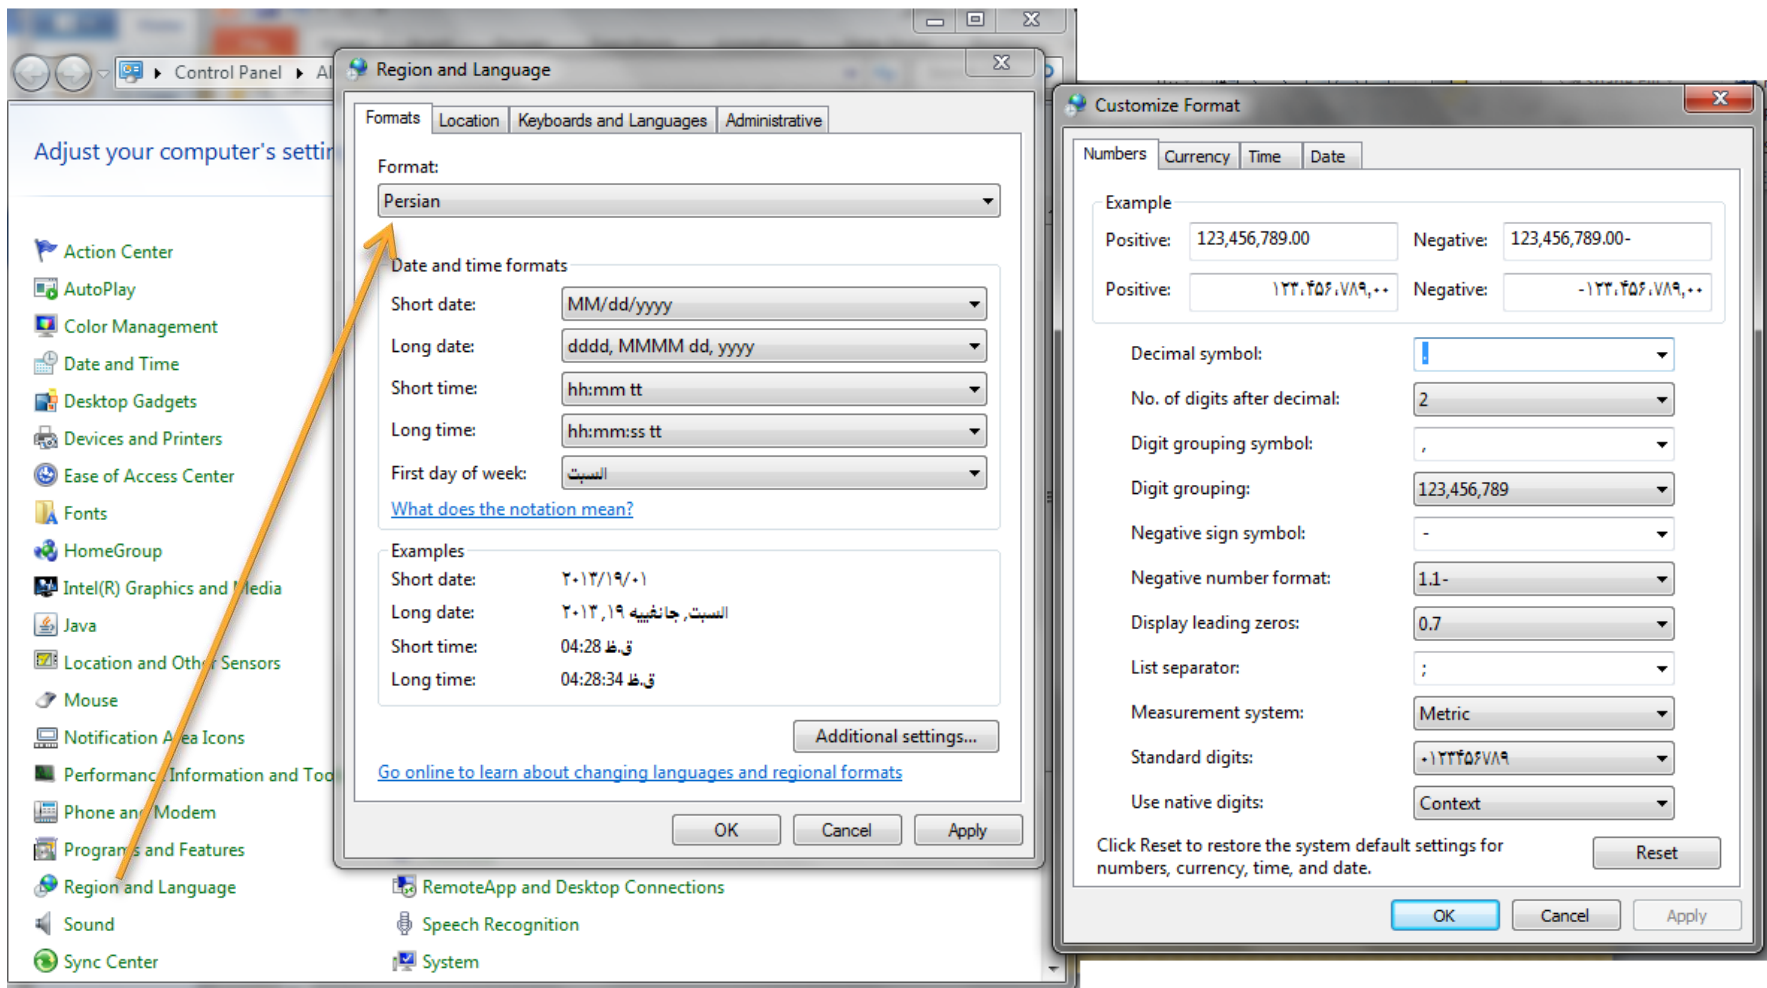 Control Panel
Al
Adjust your computer's settin
Action Center
AutoPlay
Color Management
Date and Time
Desktop Gadgets
Devices and Printers
Ease of Access Center
Fonts
HomeGroup
Intel(R) Graphics and Media
Java
Location and Other Sensors
Mouse
Notification Area Icons
Performance Information and Too
Phone and Modem
Programs and Features
Region and Language
Sound
Sync Center
RemoteApp and Desktop Connections
Speech Recognition
System
Region and Language
Formats Location Keyboards and Languages Administrative
Format:
Persian
Date and time formats
Short date: MM/dd/yyyy
Long date: dddd, MMMM dd, yyyy
Short time: hh:mm tt
Long time: hh:mm:ss tt
First day of week: السبت
What does the notation mean?
Examples
Short date: ۲۰۱۳/۱۹/۰۱
Long date: السبت, جانفییه ۱۹, ۲۰۱۳
Short time: 04:28 ق.ظ
Long time: 04:28:34 ق.ظ
Additional settings...
Go online to learn about changing languages and regional formats
OK Cancel Apply
Customize Format
Numbers Currency Time Date
Example
Positive: 123,456,789.00 Negative: 123,456,789.00-
Positive: ۱۲۳،۴۵۶،۷۸۹,۰۰ Negative: -۱۲۳،۴۵۶،۷۸۹,۰۰
Decimal symbol: .
No. of digits after decimal: 2
Digit grouping symbol: ,
Digit grouping: 123,456,789
Negative sign symbol: -
Negative number format: 1.1-
Display leading zeros: 0.7
List separator: ;
Measurement system: Metric
Standard digits: ۰۱۲۳۴۵۶۷۸۹
Use native digits: Context
Click Reset to restore the system default settings for
numbers, currency, time, and date.
Reset
OK Cancel Apply